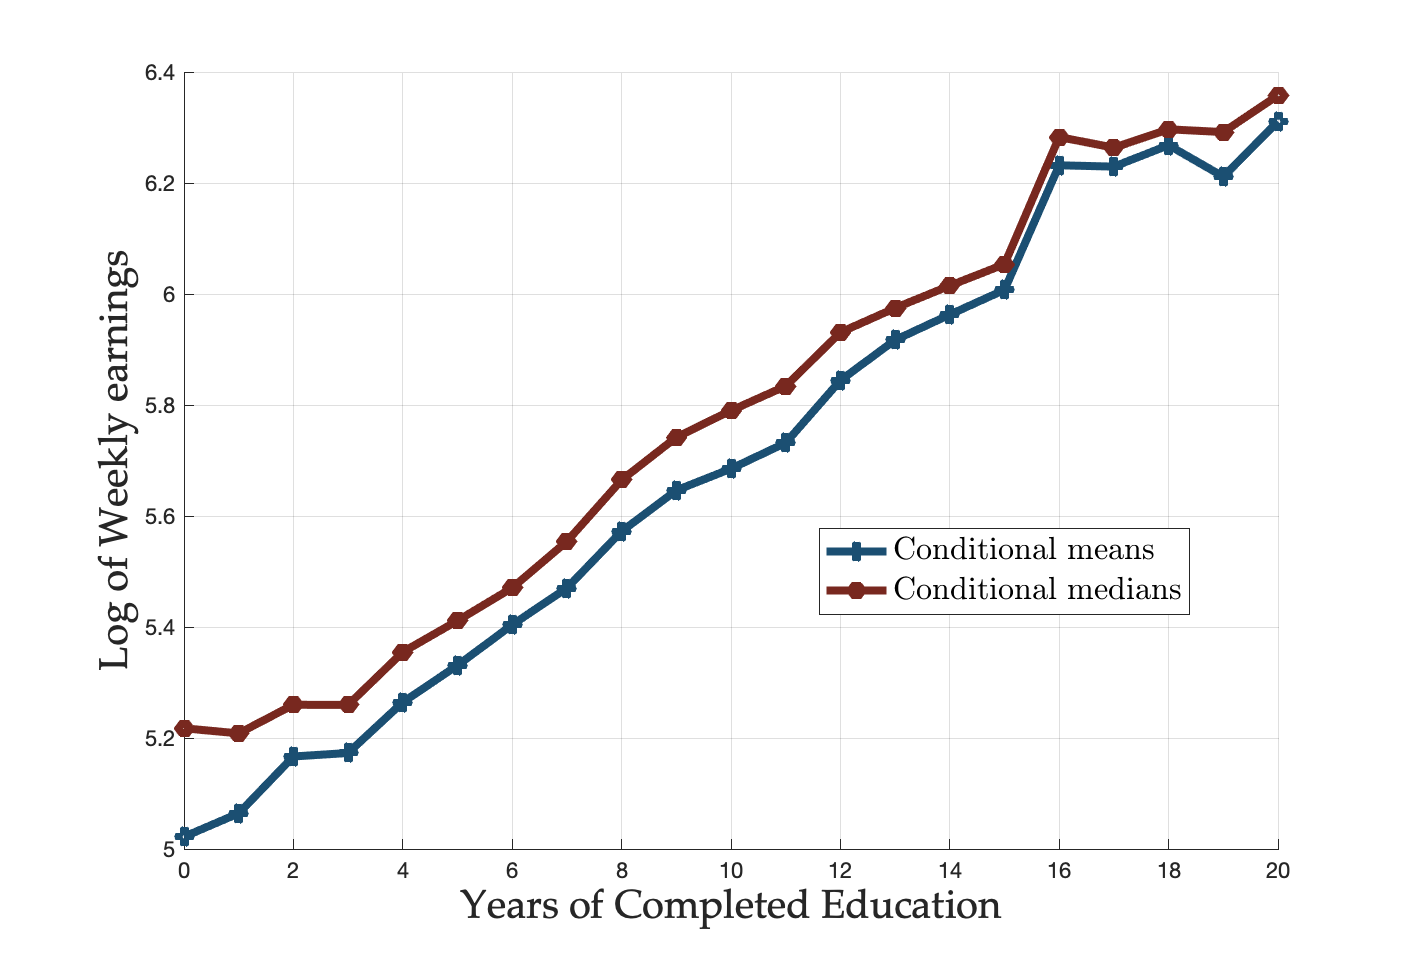 6.4
6.2
6
5.8
5.6
5.4
5.2
5
0 2 4 6 8 10 12 14 16 18 20
Log of Weekly earnings
Years of Completed Education
Conditional means
Conditional medians